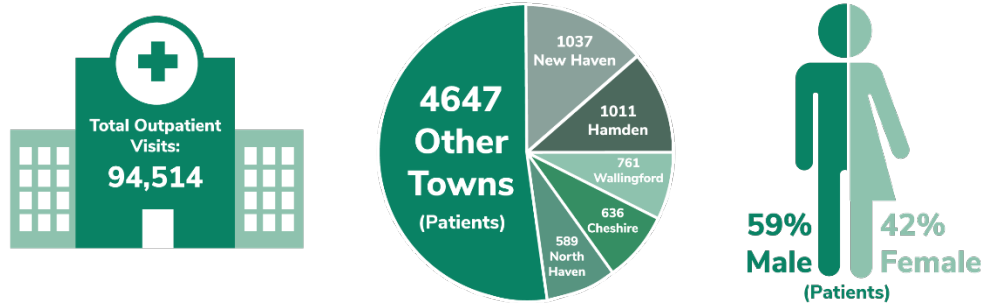 Total Outpatient
Visits:
94,514
4647
Other
Towns
(Patients)
1037
New Haven
1011
Hamden
761
Wallingford
636
Cheshire
589
North
Haven
59%
Male
42%
Female
(Patients)